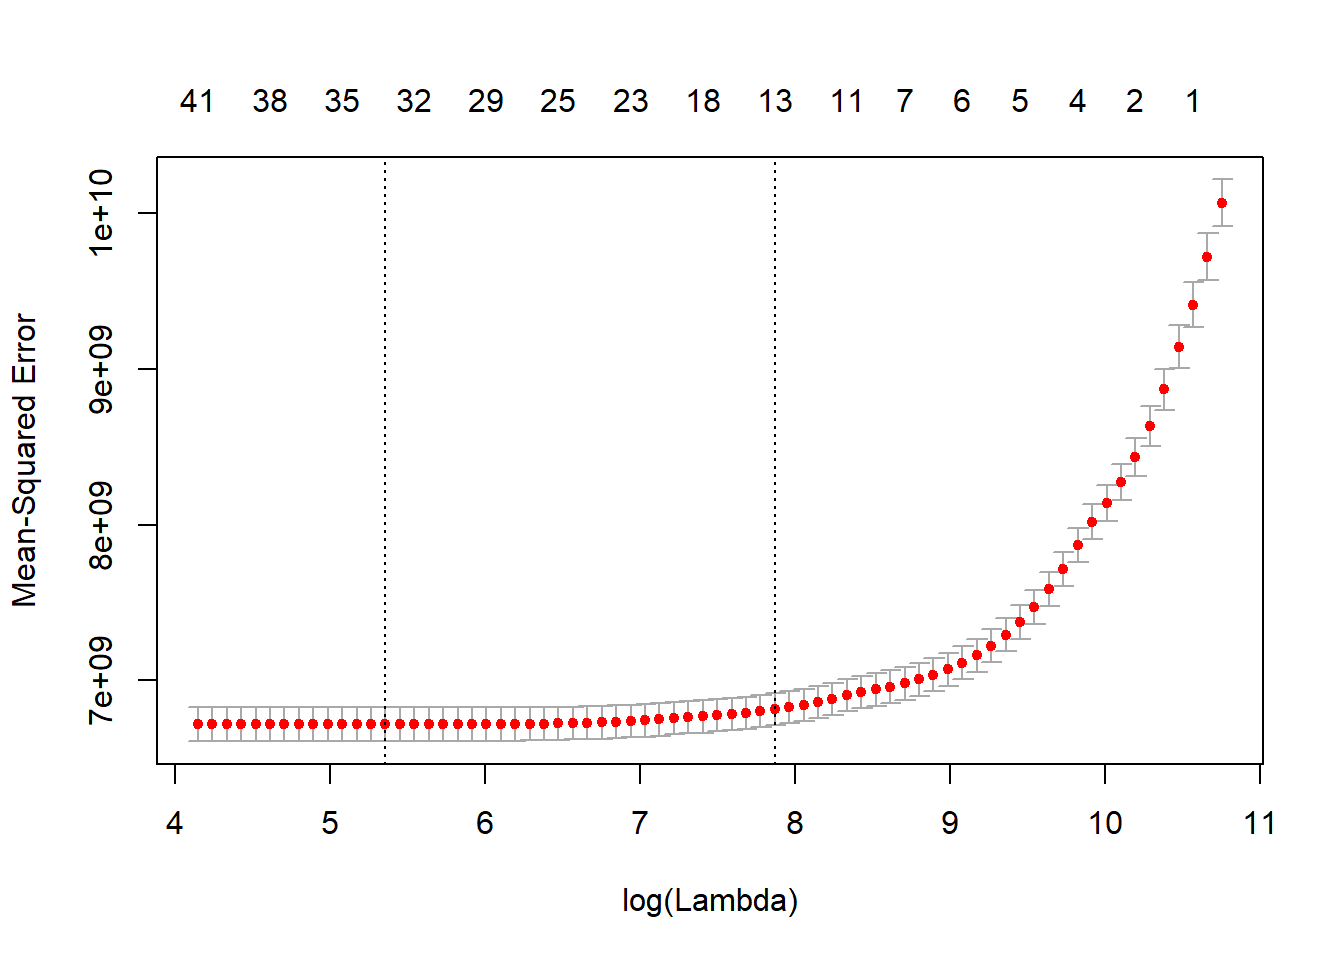 41 38 35 32 29 25 23 18 13 11 7 6 5 4 2 1
1e+10
9e+09
8e+09
7e+09
Mean-Squared Error
4 5 6 7 8 9 10 11
log(Lambda)